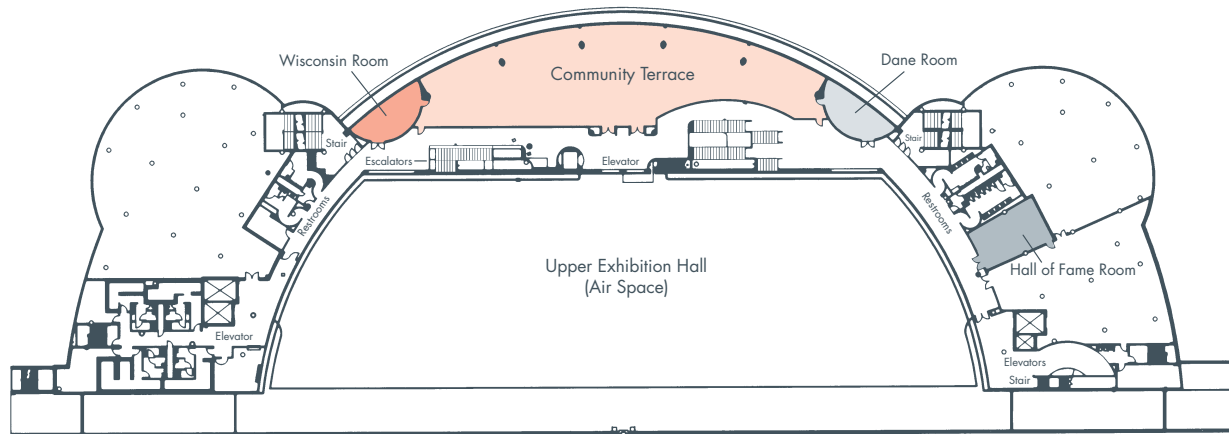 Wisconsin Room
Community Terrace
Dane Room
Stair
Stair
Escalators
Elevator
Restrooms
Restrooms
Upper Exhibition Hall
(Air Space)
Hall of Fame Room
Elevator
Elevators
Stair